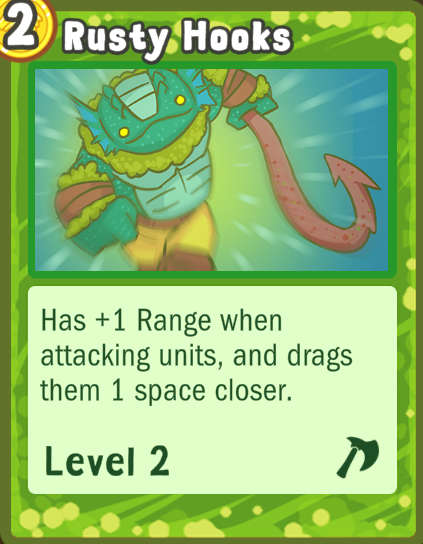 2
Rusty Hooks
Has +1 Range when
attacking units, and drags
them 1 space closer.
Level 2